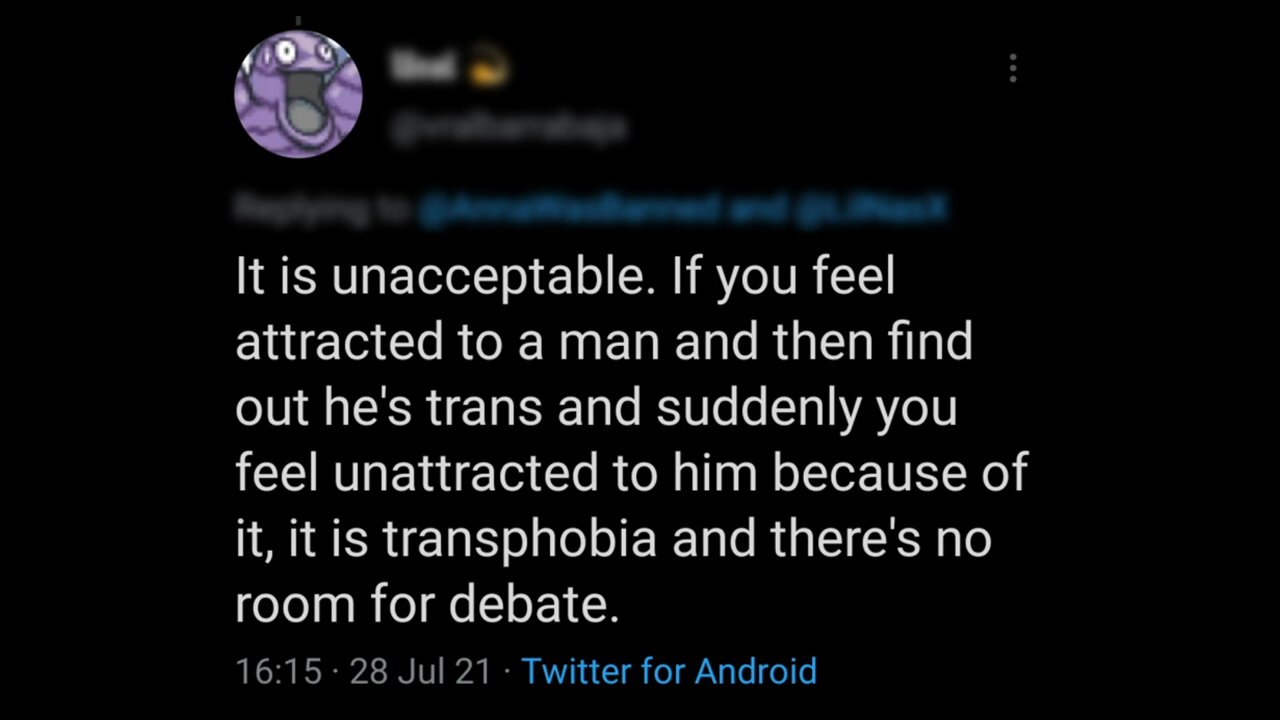 It is unacceptable. If you feel
attracted to a man and then find
out he's trans and suddenly you
feel unattracted to him because of
it, it is transphobia and there's no
room for debate.
16:15 · 28 Jul 21 · Twitter for Android